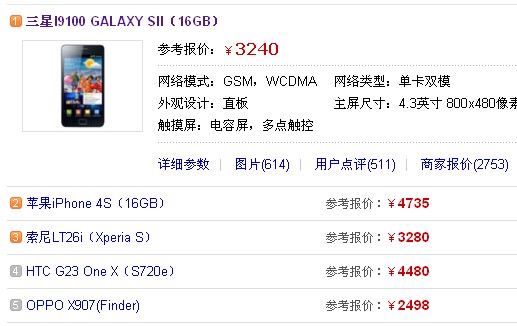 1 三星I9100 GALAXY SII（16GB）
参考报价：￥3240
网络模式：GSM，WCDMA 网络类型：单卡双模
外观设计：直板 主屏尺寸：4.3英寸 800x480像素
触摸屏：电容屏，多点触控
详细参数 图片(614) 用户点评(511) 商家报价(2753)
2 苹果iPhone 4S（16GB） 参考报价：￥4735
3 索尼LT26i（Xperia S） 参考报价：￥3280
4 HTC G23 One X（S720e） 参考报价：￥4480
5 OPPO X907(Finder) 参考报价：￥2498